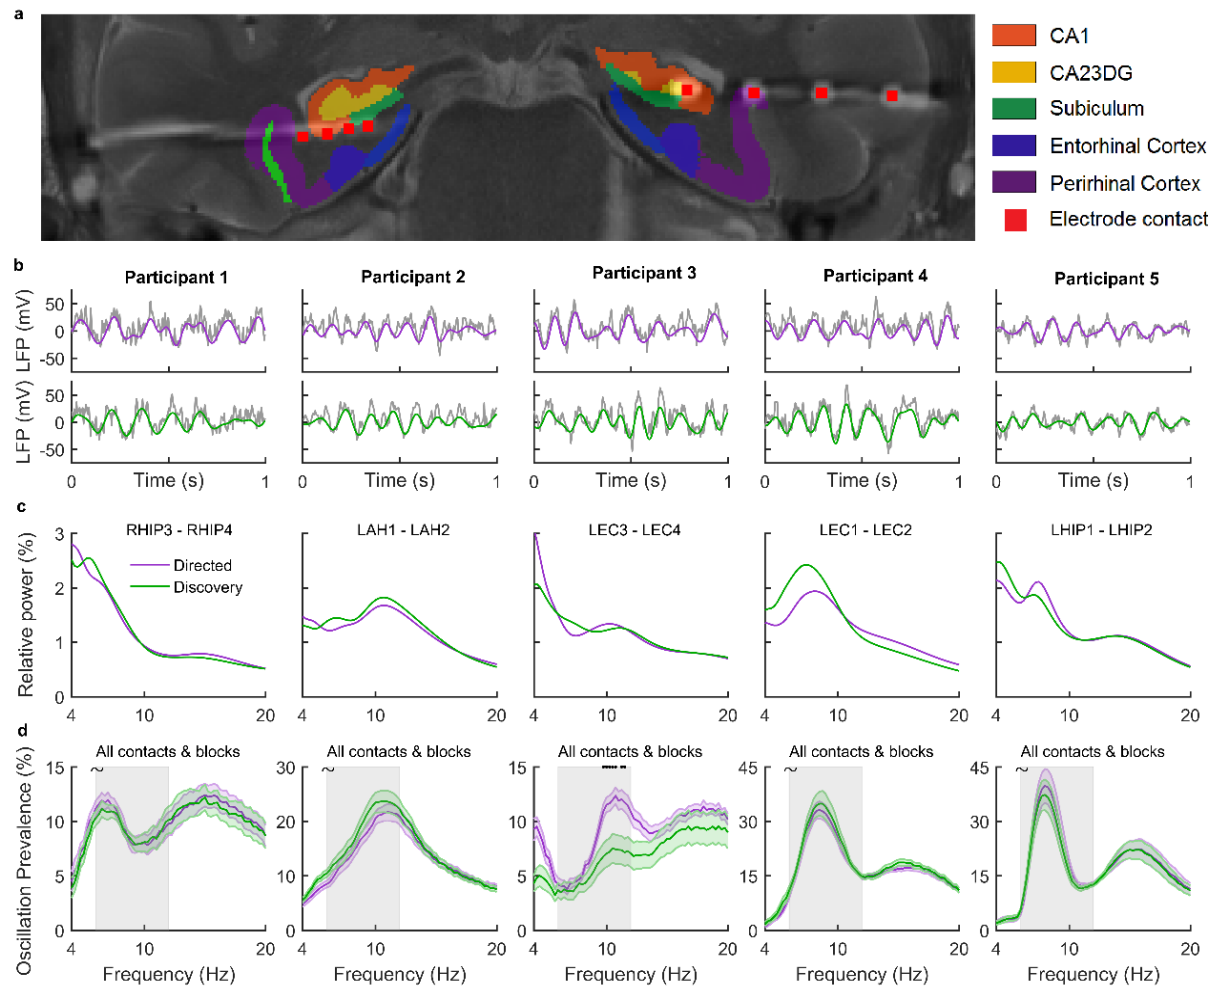 a
CA1
CA23DG
Subiculum
Entorhinal Cortex
Perirhinal Cortex
Electrode contact
b
Participant 1 Participant 2 Participant 3 Participant 4 Participant 5
LFP (mV)
50
0
-50
LFP (mV)
50
0
-50
0 Time (s) 1 0 Time (s) 1 0 Time (s) 1 0 Time (s) 1 0 Time (s) 1
c
RHIP3 - RHIP4 LAH1 - LAH2 LEC3 - LEC4 LEC1 - LEC2 LHIP1 - LHIP2
Directed
Discovery
Relative power (%)
3
2
1
0
4 10 20 4 10 20 4 10 20 4 10 20 4 10 20
d
All contacts & blocks All contacts & blocks All contacts & blocks All contacts & blocks All contacts & blocks
~ ~ ~ ~
Oscillation Prevalence (%)
15 30 15 45 45
10 20 10 30 30
5 10 5 15 15
0 0 0 0 0
4 10 20 4 10 20 4 10 20 4 10 20 4 10 20
Frequency (Hz) Frequency (Hz) Frequency (Hz) Frequency (Hz) Frequency (Hz)